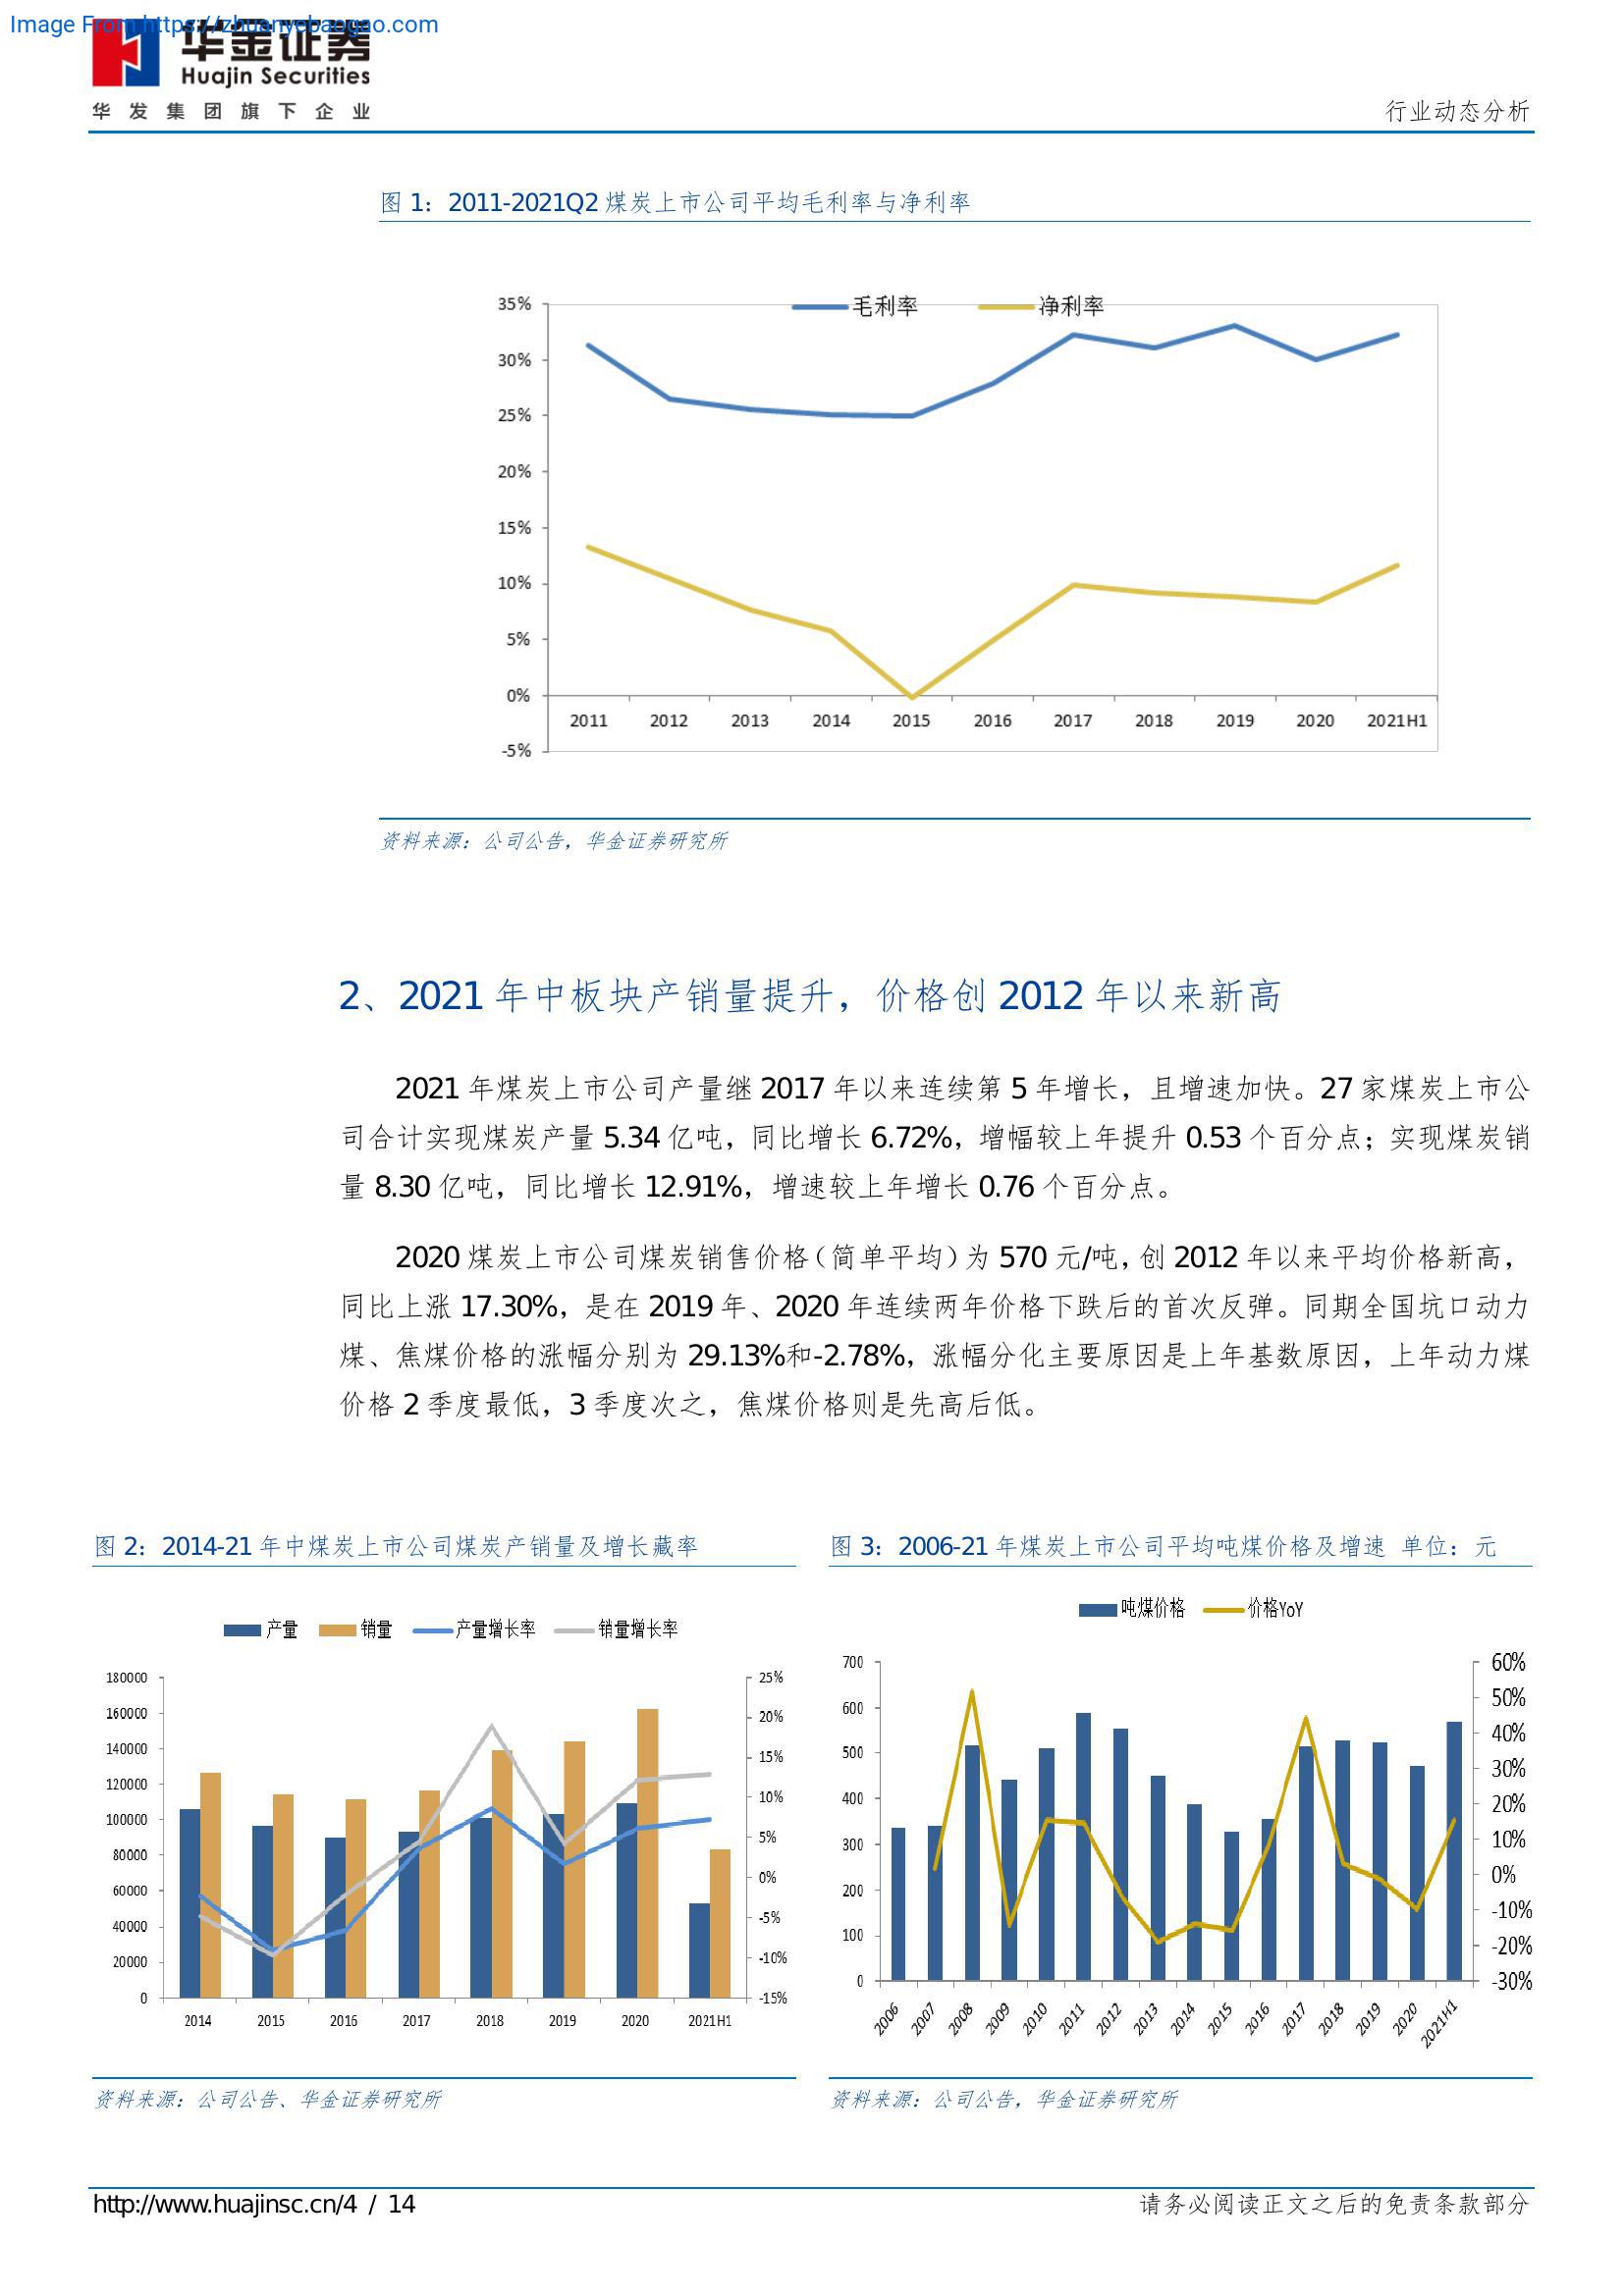 Image From https://zhuanyebaogao.com
华金证券
Huajin Securities
华发集团旗下企业
行业动态分析
图 1：2011-2021Q2 煤炭上市公司平均毛利率与净利率
毛利率 净利率
35%
30%
25%
20%
15%
10%
5%
0%
-5%
2011 2012 2013 2014 2015 2016 2017 2018 2019 2020 2021H1
资料来源：公司公告，华金证券研究所
2、2021 年中板块产销量提升，价格创 2012 年以来新高
2021 年煤炭上市公司产量继 2017 年以来连续第 5 年增长，且增速加快。27 家煤炭上市公
司合计实现煤炭产量 5.34 亿吨，同比增长 6.72%，增幅较上年提升 0.53 个百分点；实现煤炭销
量 8.30 亿吨，同比增长 12.91%，增速较上年增长 0.76 个百分点。
2020 煤炭上市公司煤炭销售价格（简单平均）为 570 元/吨，创 2012 年以来平均价格新高，
同比上涨 17.30%，是在 2019 年、2020 年连续两年价格下跌后的首次反弹。同期全国坑口动力
煤、焦煤价格的涨幅分别为 29.13%和-2.78%，涨幅分化主要原因是上年基数原因，上年动力煤
价格 2 季度最低，3 季度次之，焦煤价格则是先高后低。
图 2：2014-21 年中煤炭上市公司煤炭产销量及增长藏率
产量 销量 产量增长率 销量增长率
180000
160000
140000
120000
100000
80000
60000
40000
20000
0
25%
20%
15%
10%
5%
0%
-5%
-10%
-15%
2014 2015 2016 2017 2018 2019 2020 2021H1
资料来源：公司公告、华金证券研究所
图 3：2006-21 年煤炭上市公司平均吨煤价格及增速 单位：元
吨煤价格 价格YoY
700
600
500
400
300
200
100
0
60%
50%
40%
30%
20%
10%
0%
-10%
-20%
-30%
2006 2007 2008 2009 2010 2011 2012 2013 2014 2015 2016 2017 2018 2019 2020 2021H1
资料来源：公司公告，华金证券研究所
http://www.huajinsc.cn/4 / 14
请务必阅读正文之后的免责条款部分